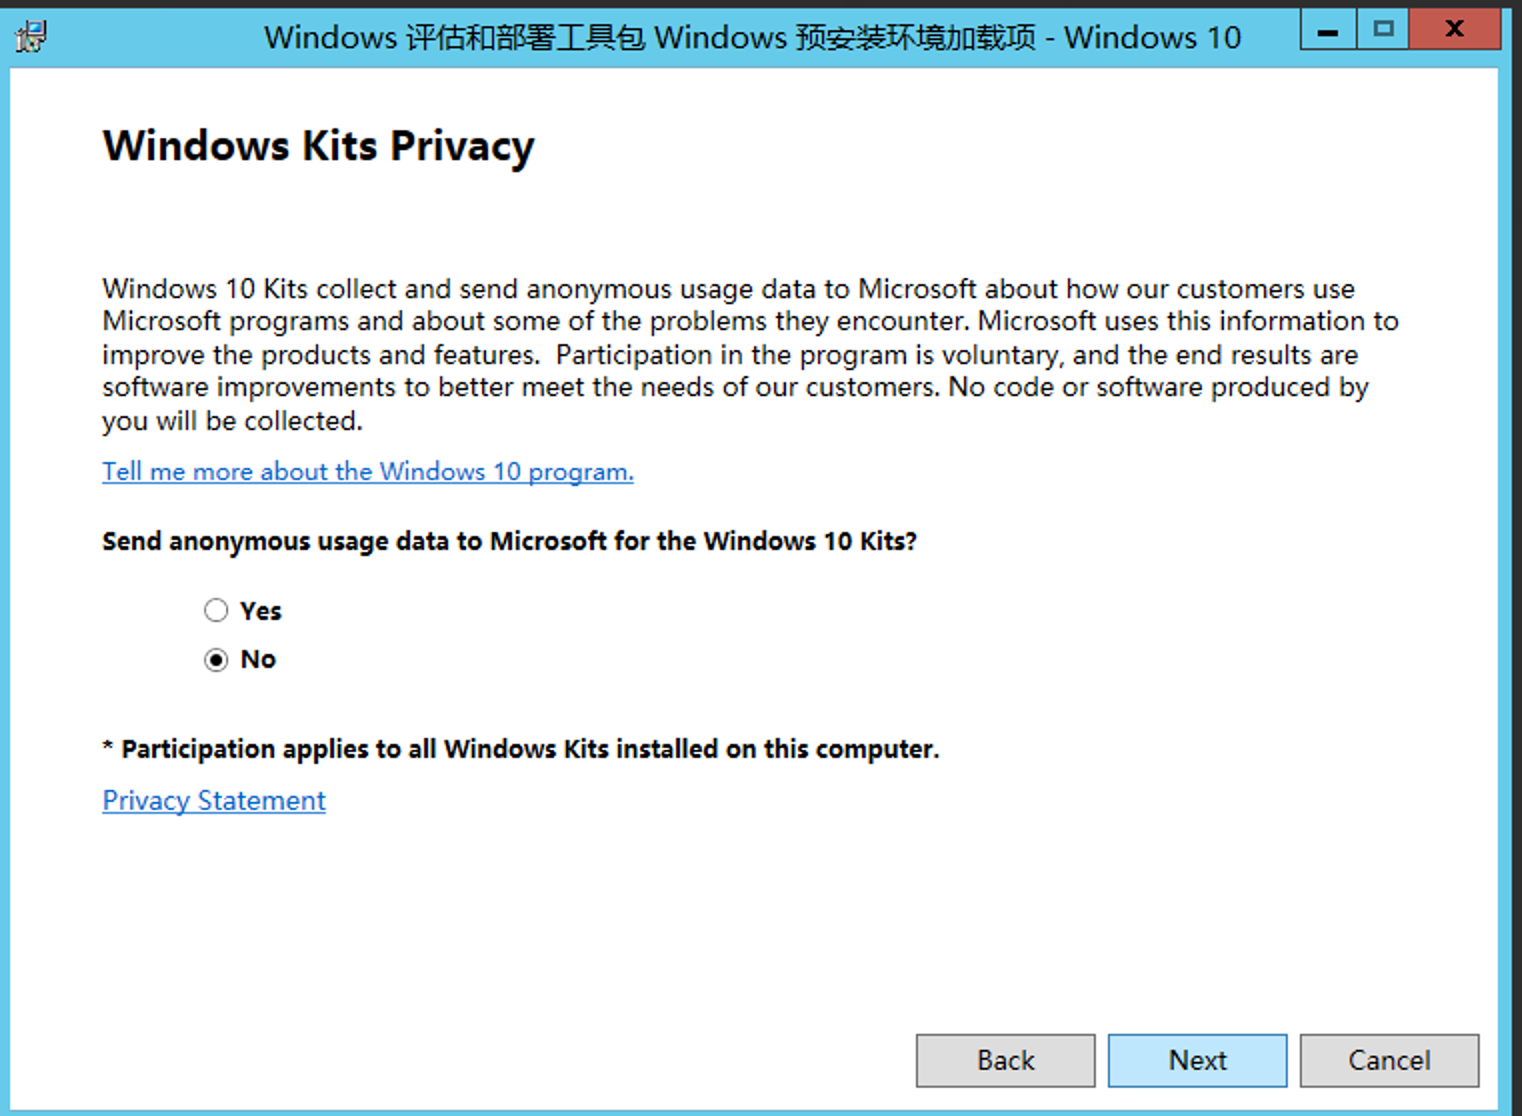 Windows 评估和部署工具包 Windows 预安装环境加载项 - Windows 10
Windows Kits Privacy
Windows 10 Kits collect and send anonymous usage data to Microsoft about how our customers use
Microsoft programs and about some of the problems they encounter. Microsoft uses this information to
improve the products and features.  Participation in the program is voluntary, and the end results are
software improvements to better meet the needs of our customers. No code or software produced by
you will be collected.
Tell me more about the Windows 10 program.
Send anonymous usage data to Microsoft for the Windows 10 Kits?
Yes
No
* Participation applies to all Windows Kits installed on this computer.
Privacy Statement
Back Next Cancel